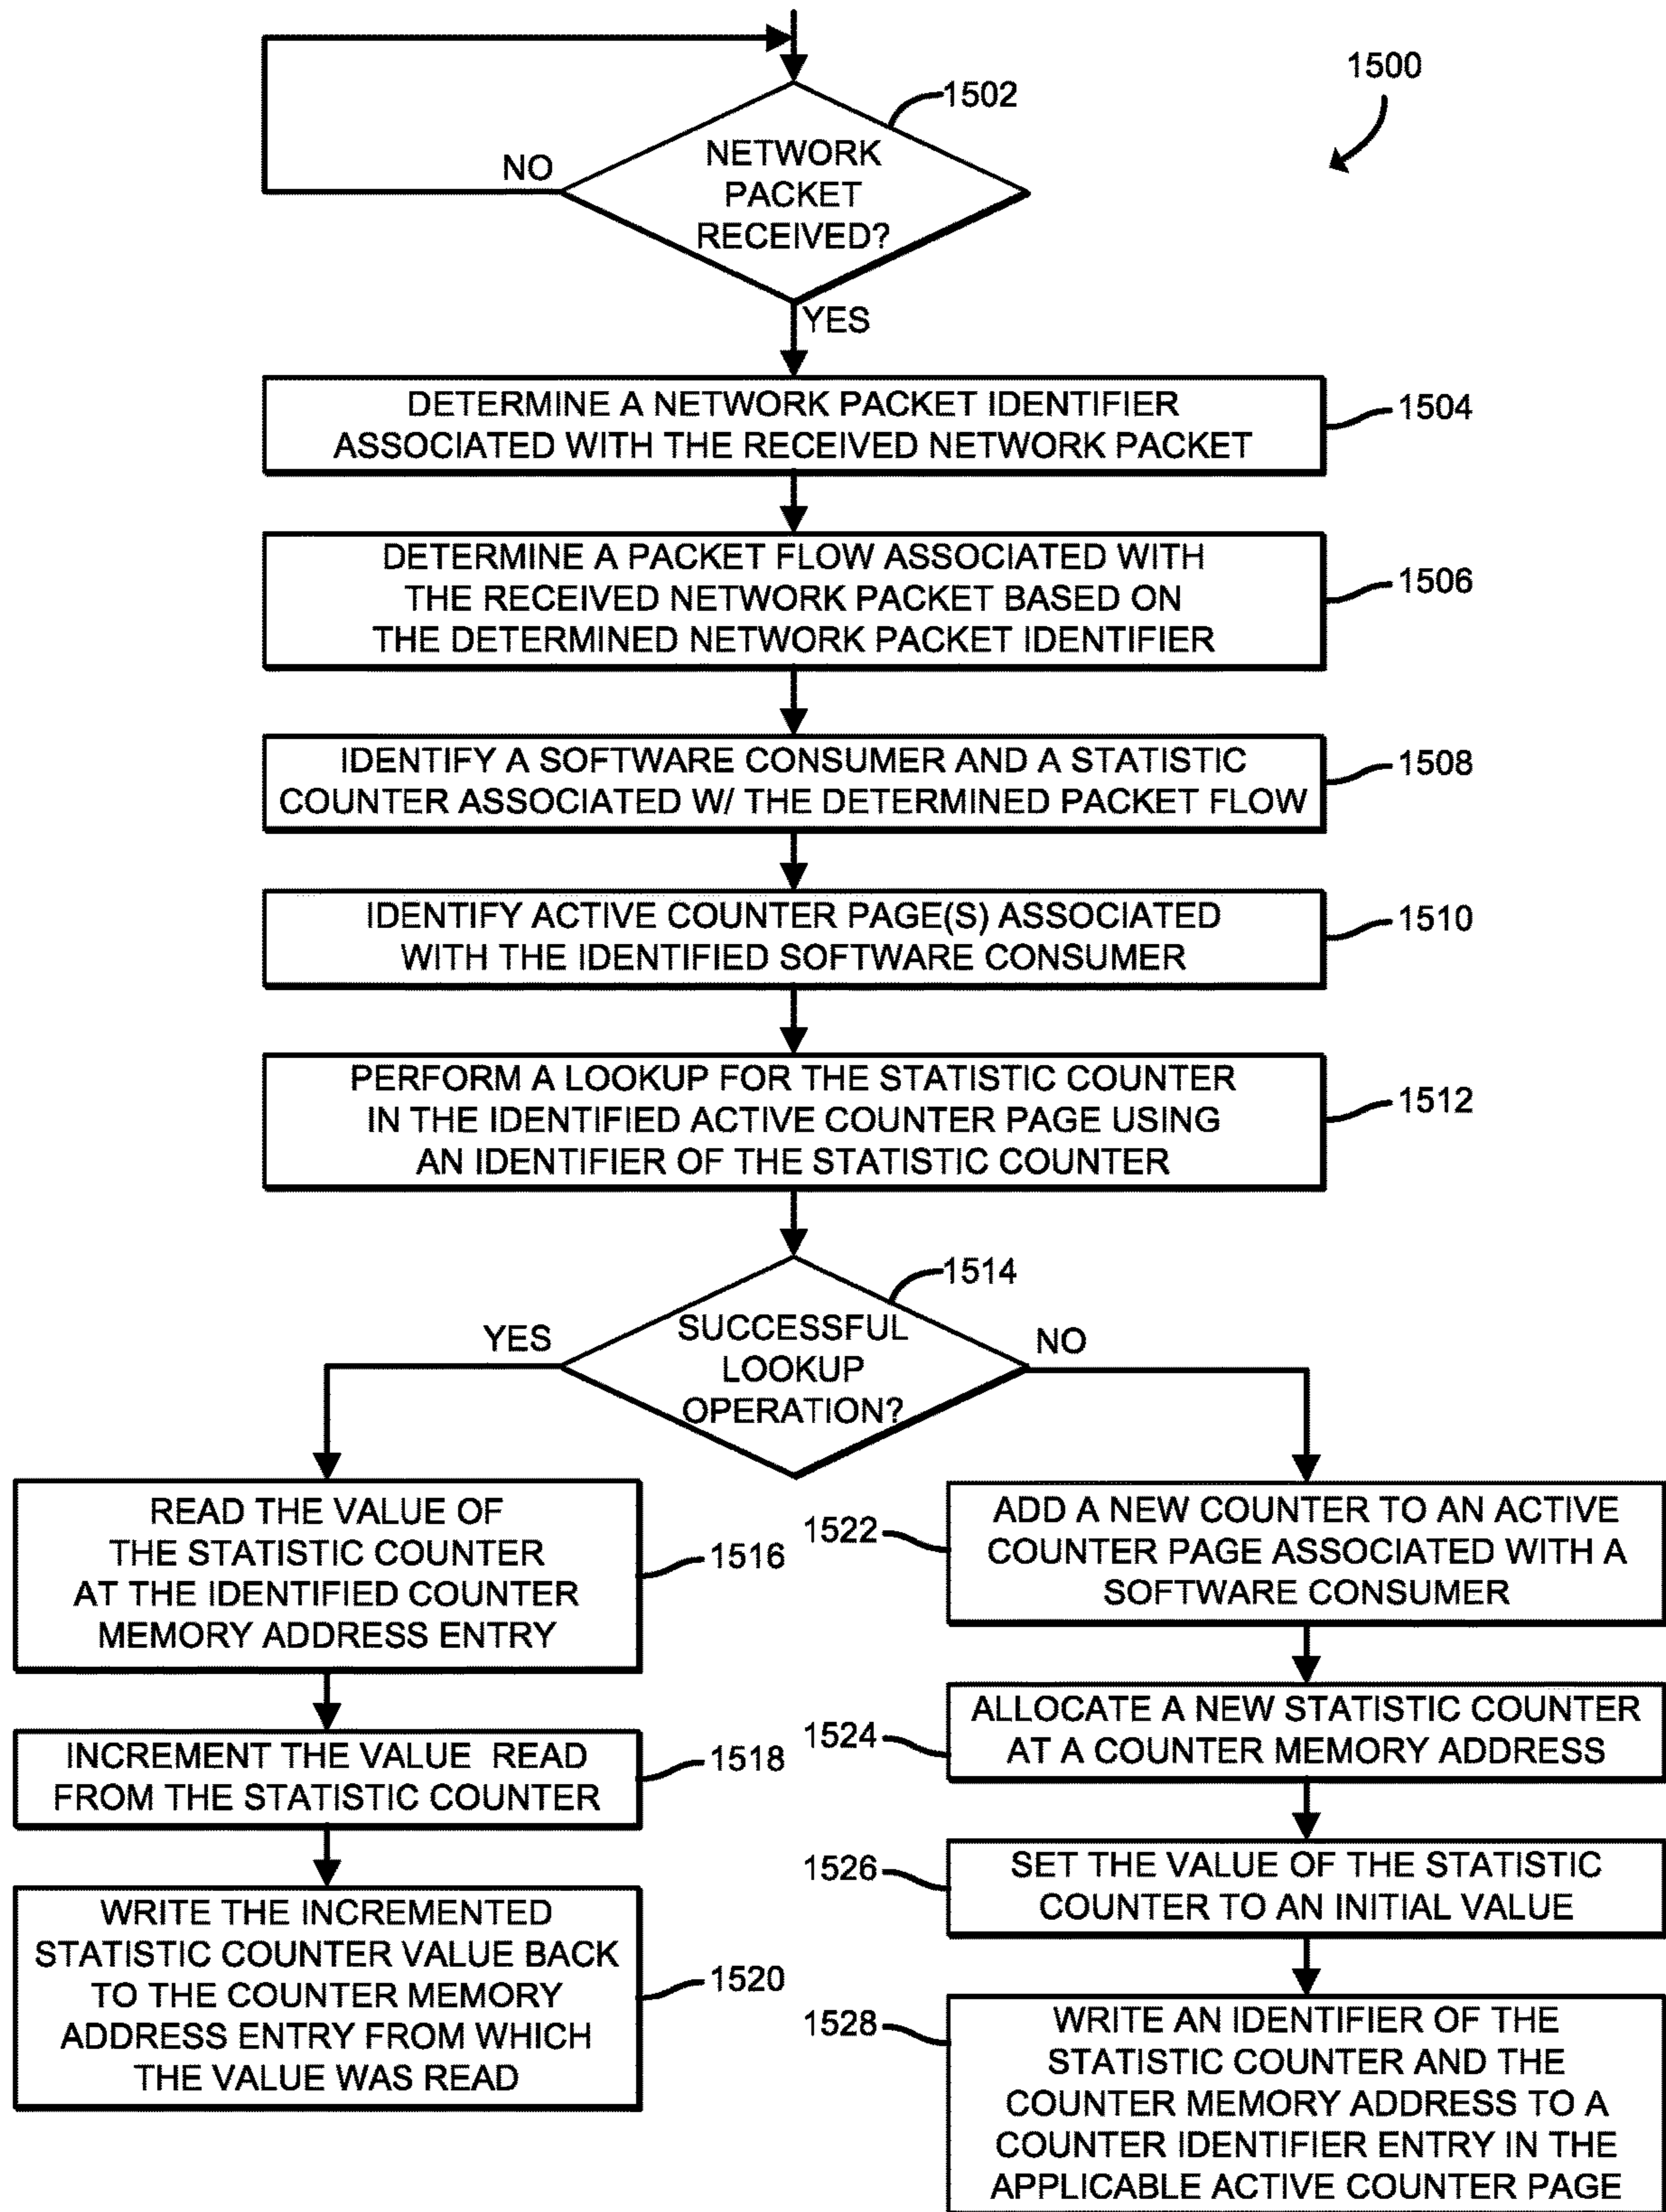 1500
1502
NETWORK
PACKET
RECEIVED?
NO
YES
DETERMINE A NETWORK PACKET IDENTIFIER
ASSOCIATED WITH THE RECEIVED NETWORK PACKET
1504
DETERMINE A PACKET FLOW ASSOCIATED WITH
THE RECEIVED NETWORK PACKET BASED ON
THE DETERMINED NETWORK PACKET IDENTIFIER
1506
IDENTIFY A SOFTWARE CONSUMER AND A STATISTIC
COUNTER ASSOCIATED W/ THE DETERMINED PACKET FLOW
1508
IDENTIFY ACTIVE COUNTER PAGE(S) ASSOCIATED
WITH THE IDENTIFIED SOFTWARE CONSUMER
1510
PERFORM A LOOKUP FOR THE STATISTIC COUNTER
IN THE IDENTIFIED ACTIVE COUNTER PAGE USING
AN IDENTIFIER OF THE STATISTIC COUNTER
1512
1514
SUCCESSFUL
LOOKUP
OPERATION?
YES
NO
READ THE VALUE OF
THE STATISTIC COUNTER
AT THE IDENTIFIED COUNTER
MEMORY ADDRESS ENTRY
1516
INCREMENT THE VALUE READ
FROM THE STATISTIC COUNTER
1518
WRITE THE INCREMENTED
STATISTIC COUNTER VALUE BACK
TO THE COUNTER MEMORY
ADDRESS ENTRY FROM WHICH
THE VALUE WAS READ
1520
1522
ADD A NEW COUNTER TO AN ACTIVE
COUNTER PAGE ASSOCIATED WITH A
SOFTWARE CONSUMER
1524
ALLOCATE A NEW STATISTIC COUNTER
AT A COUNTER MEMORY ADDRESS
1526
SET THE VALUE OF THE STATISTIC
COUNTER TO AN INITIAL VALUE
1528
WRITE AN IDENTIFIER OF THE
STATISTIC COUNTER AND THE
COUNTER MEMORY ADDRESS TO A
COUNTER IDENTIFIER ENTRY IN THE
APPLICABLE ACTIVE COUNTER PAGE